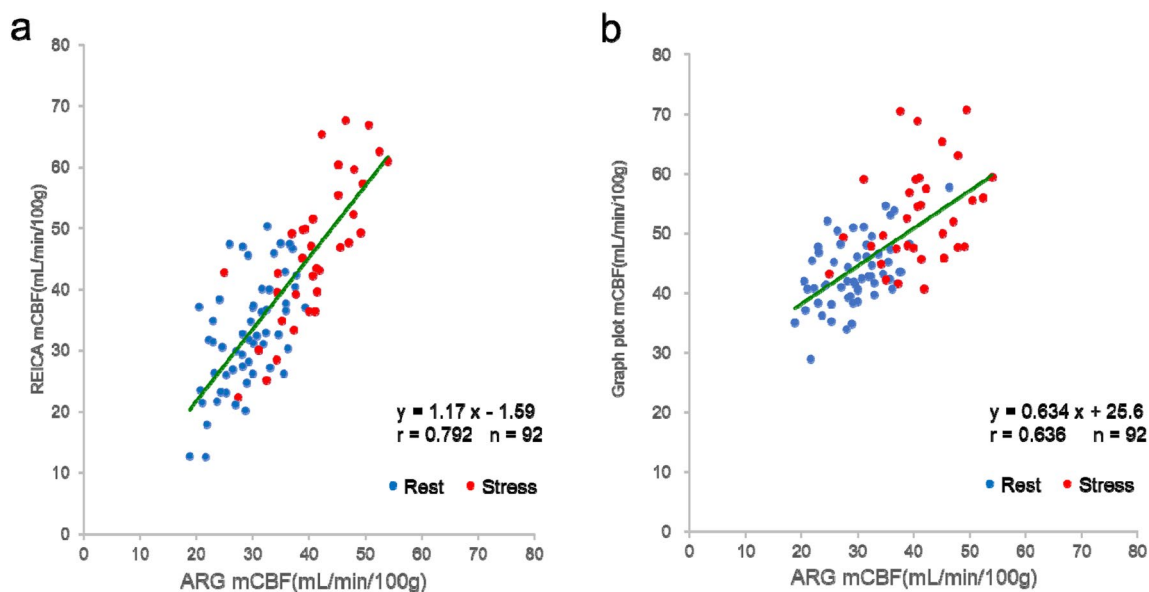 a
REICA mCBF(mL/min/100g)
80
70
60
50
40
30
20
10
0
y = 1.17 x - 1.59
r = 0.792 n = 92
Rest Stress
0 10 20 30 40 50 60 70 80
ARG mCBF(mL/min/100g)
b
Graph plot mCBF(mL/min/100g)
80
70
60
50
40
30
20
10
0
y = 0.634 x + 25.6
r = 0.636 n = 92
Rest Stress
0 10 20 30 40 50 60 70 80
ARG mCBF(mL/min/100g)